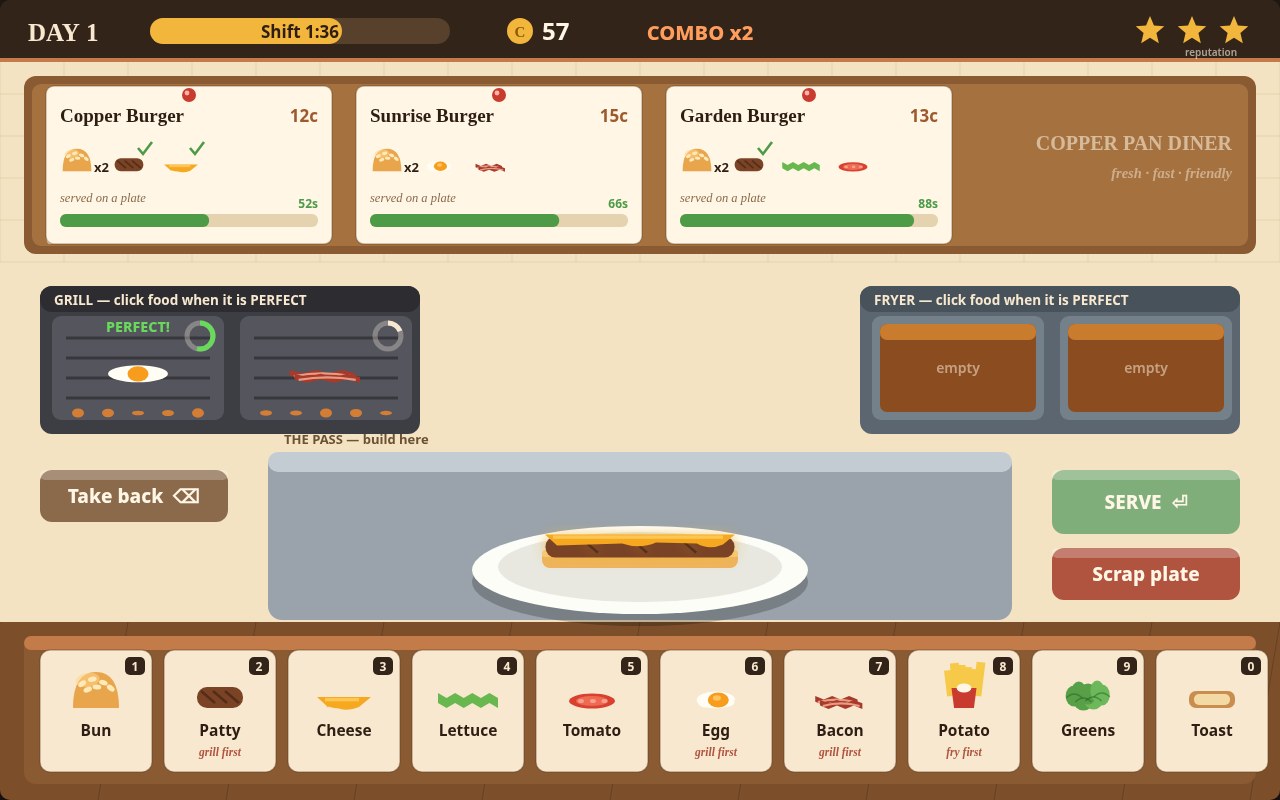 DAY 1
Shift 1:36
C 57
COMBO x2
reputation
Copper Burger 12c
x2
served on a plate
52s
Sunrise Burger 15c
x2
served on a plate
66s
Garden Burger 13c
x2
served on a plate
88s
COPPER PAN DINER
fresh · fast · friendly
GRILL — click food when it is PERFECT
PERFECT!
FRYER — click food when it is PERFECT
empty
empty
THE PASS — build here
Take back ⌫
SERVE ⏎
Scrap plate
1
Bun
2
Patty
grill first
3
Cheese
4
Lettuce
5
Tomato
6
Egg
grill first
7
Bacon
grill first
8
Potato
fry first
9
Greens
0
Toast